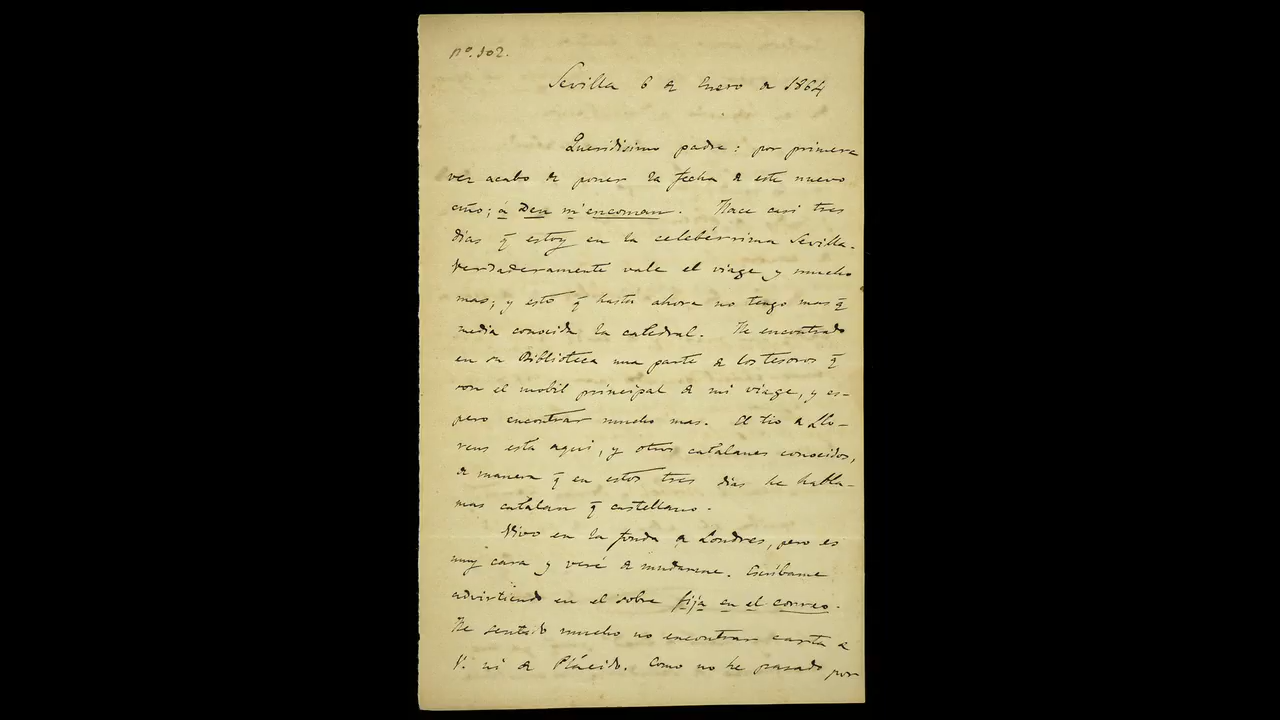 nº. 102.
Sevilla 6 de Enero de 1864
Queridisimo padre: por primera
vez acabo de poner la fecha de este nuevo
año; á Deu m'encoman. Hace casi tres
dias q̃ estoy en la celebérrima Sevilla.
Verdaderamente vale el viage y mucho
mas; y esto q̃ hasta ahora no tengo mas q̃
media conocida la catedral. He encontrado
en su Biblioteca una parte de los tesoros q̃
son el mobil principal de mi viage, y es-
pero encontrar mucho mas. El tio de Llo-
rens esta aqui, y otros catalanes conocidos,
de manera q̃ en estos tres dias he habla-
mas catalan q̃ castellano.
Vivo en la fonda de Londres, pero es
muy cara y veré de mudarme. Escríbame
advirtiendo en el sobre fija en el correo.
He sentido mucho no encontrar carta de
V. ni de Plácido. Como no he pasado por